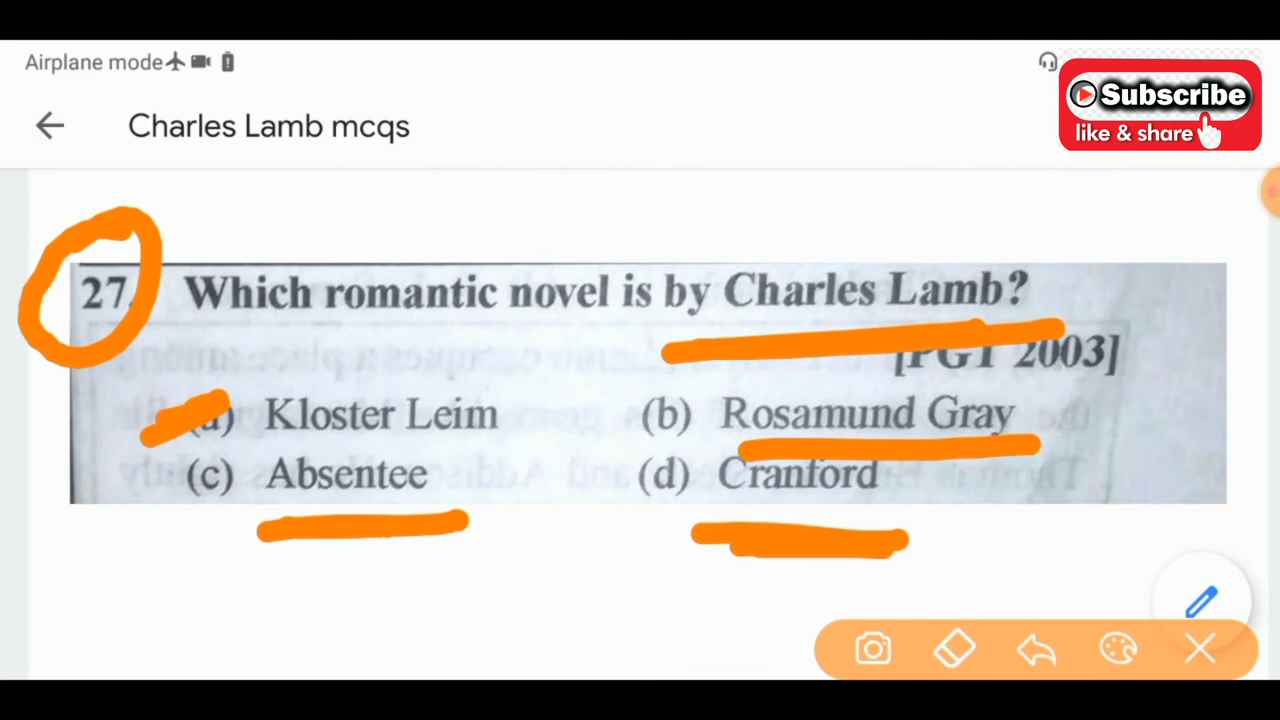 Airplane mode
Subscribe
like & share
Charles Lamb mcqs
27. Which romantic novel is by Charles Lamb?
[PGT 2003]
(a) Kloster Leim (b) Rosamund Gray
(c) Absentee (d) Cranford